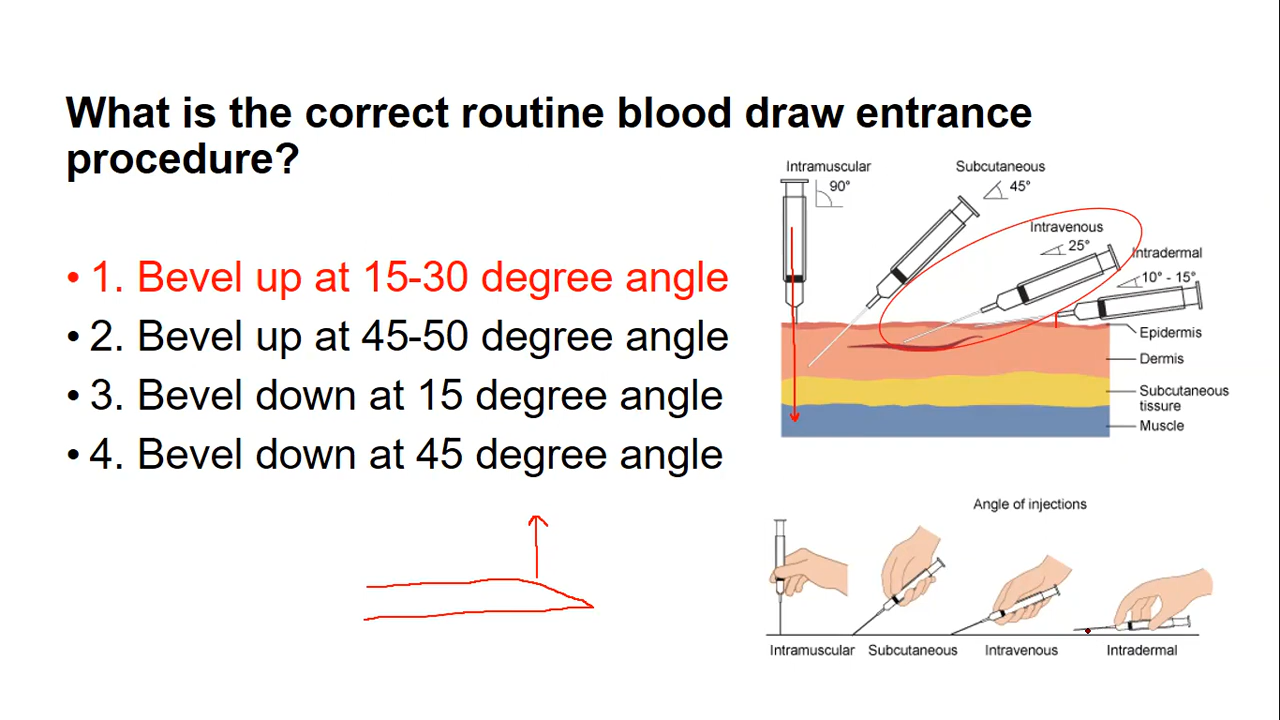 What is the correct routine blood draw entrance
procedure?
• 1. Bevel up at 15-30 degree angle
• 2. Bevel up at 45-50 degree angle
• 3. Bevel down at 15 degree angle
• 4. Bevel down at 45 degree angle
Intramuscular
90°
Subcutaneous
45°
Intravenous
25°
Intradermal
10° - 15°
Epidermis
Dermis
Subcutaneous
tissure
Muscle
Angle of injections
Intramuscular
Subcutaneous
Intravenous
Intradermal